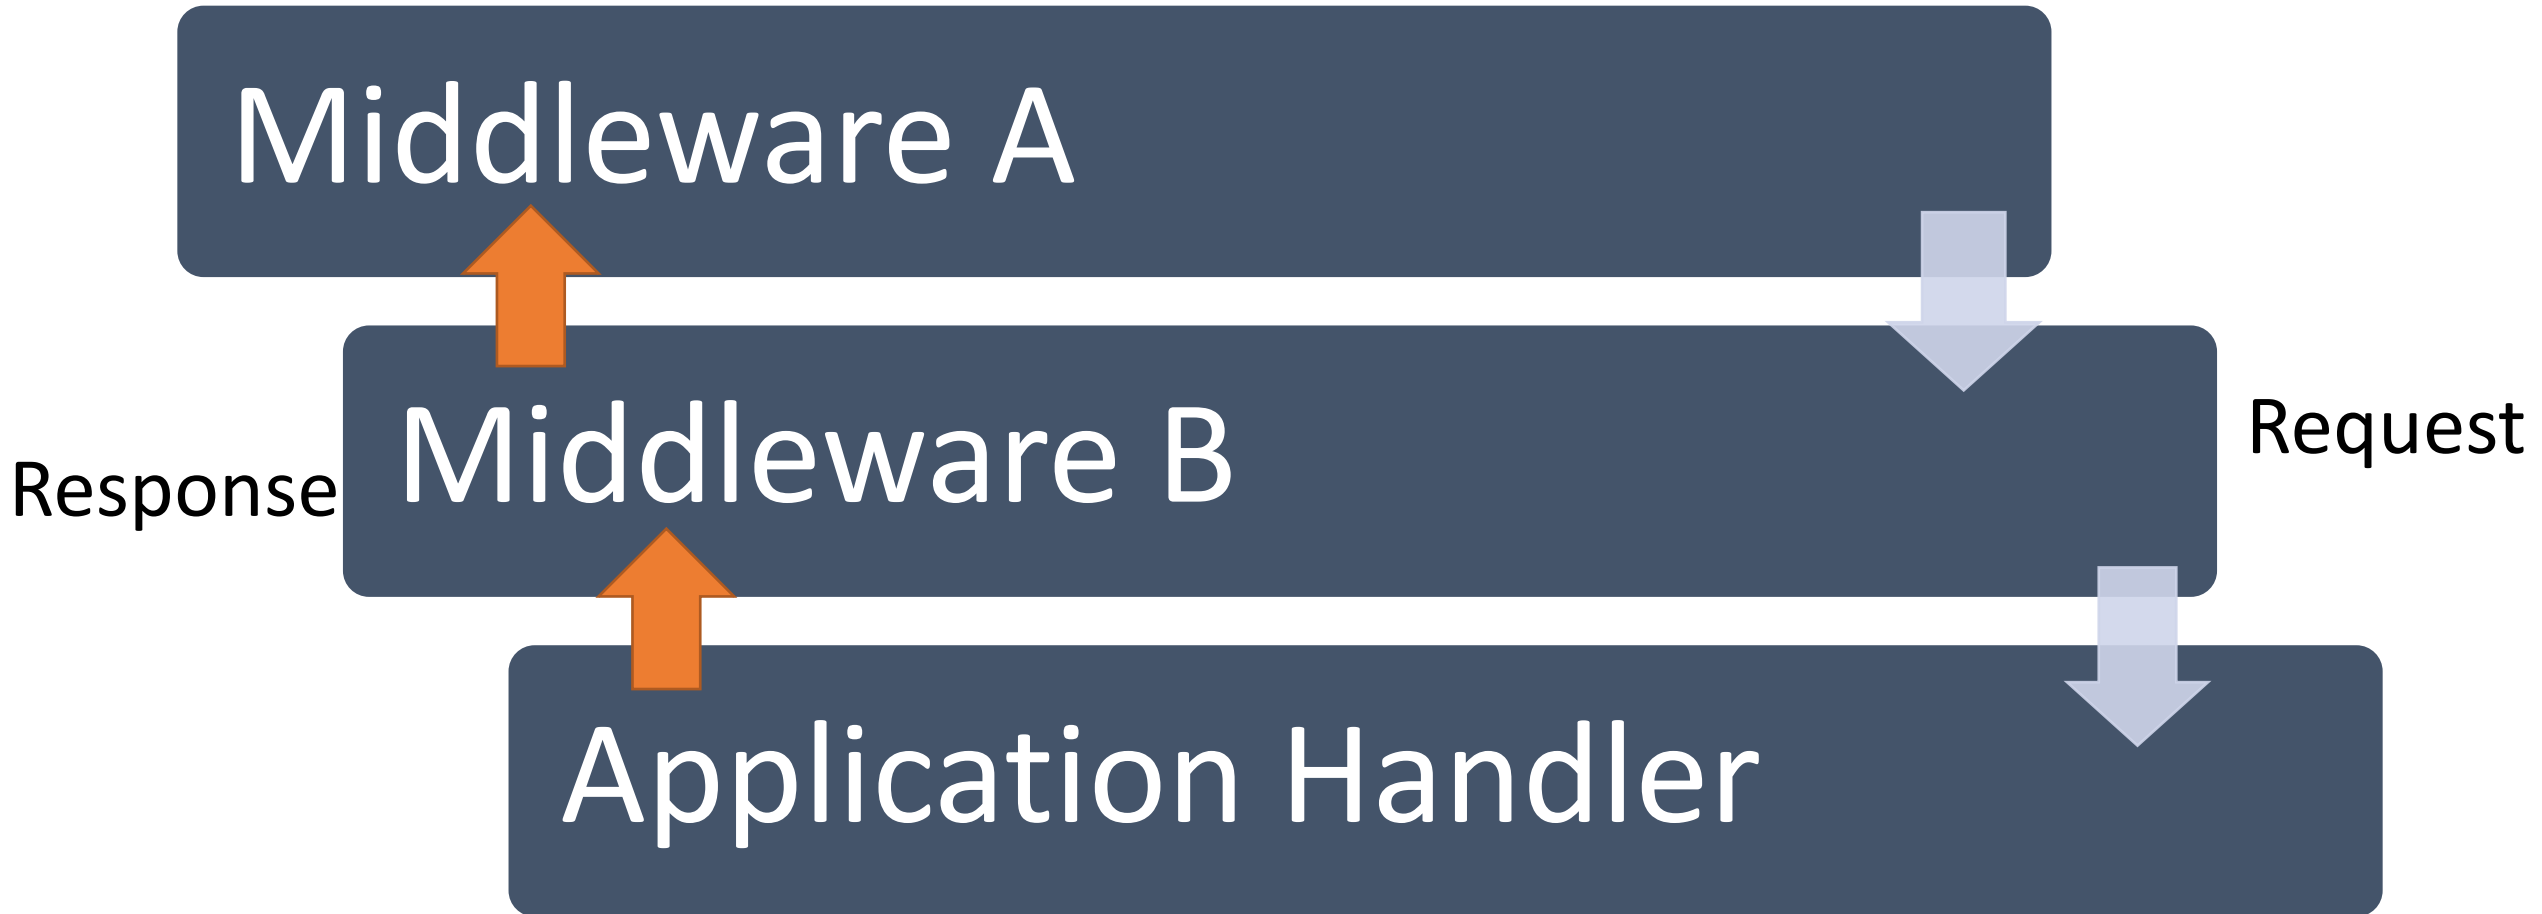 Middleware A
Request
Middleware B
Response
Application Handler